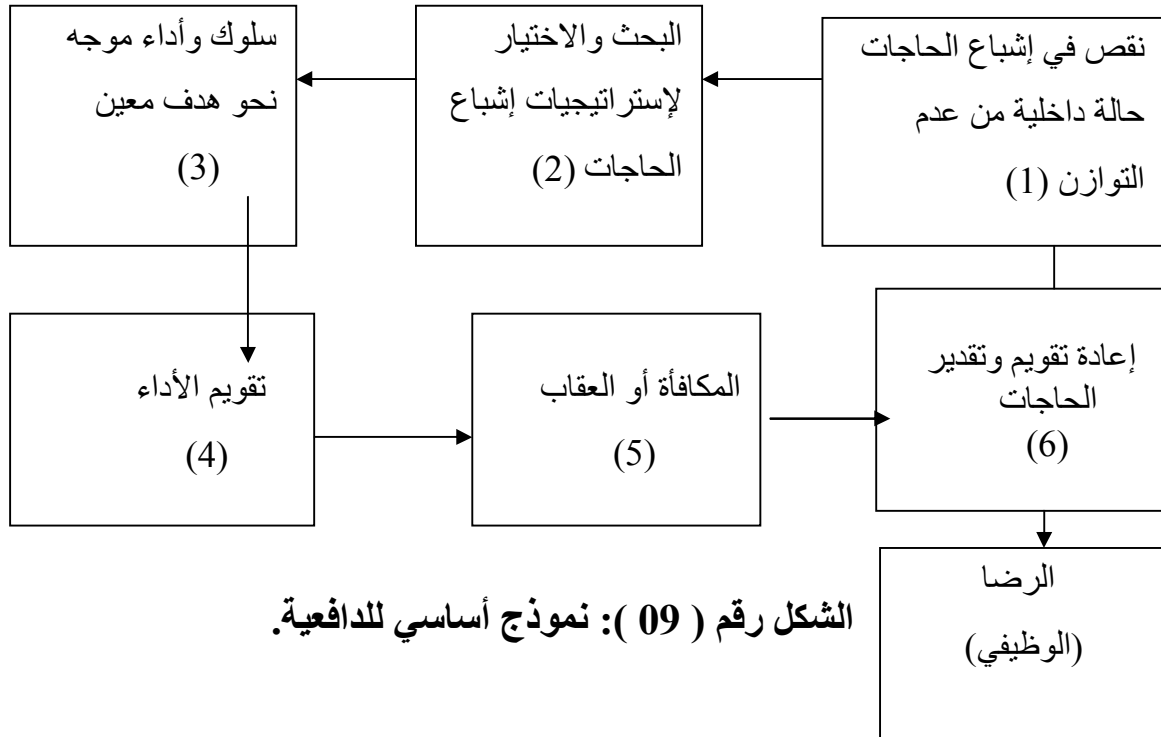 نقص في إشباع الحاجات
حالة داخلية من عدم
التوازن (1)
البحث والاختيار
لإستراتيجيات إشباع
الحاجات (2)
سلوك وأداء موجه
نحو هدف معين
(3)
تقويم الأداء
(4)
المكافأة أو العقاب
(5)
إعادة تقويم وتقدير
الحاجات
(6)
الرضا
(الوظيفي)
الشكل رقم ( 09 ): نموذج أساسي للدافعية.